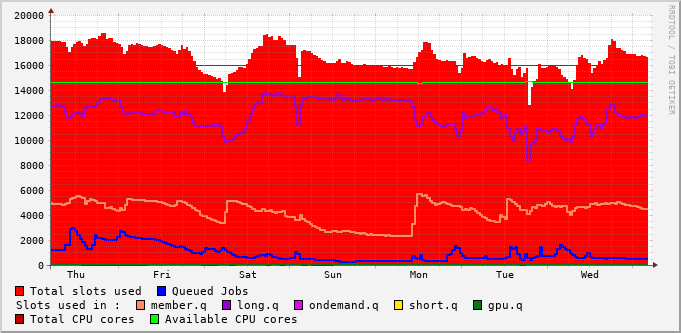 RRDTOOL / TOBI OETIKER
20000
18000
16000
14000
12000
10000
8000
6000
4000
2000
0
Thu Fri Sat Sun Mon Tue Wed
Total slots used Queued Jobs
Slots used in : member.q long.q ondemand.q short.q gpu.q
Total CPU cores Available CPU cores